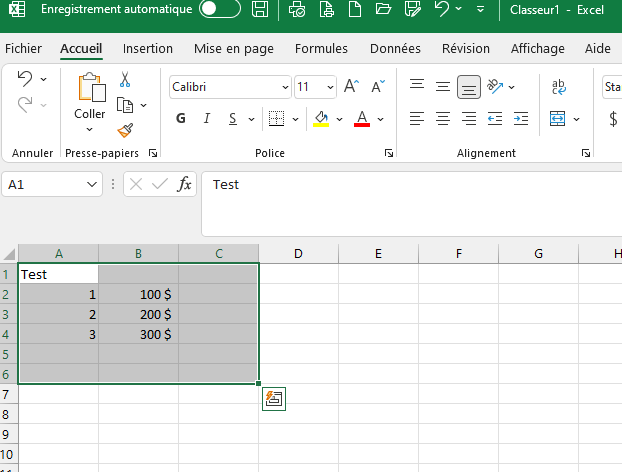 Enregistrement automatique Classeur1 - Excel
Fichier Accueil Insertion Mise en page Formules Données Révision Affichage Aide
Calibri 11 A A ab Sta
Coller
G I S A $
Annuler Presse-papiers Police Alignement
A1 fx Test
A B C D E F G H
1 Test
2 1 100 $
3 2 200 $
4 3 300 $
5
6
7
8
9
10